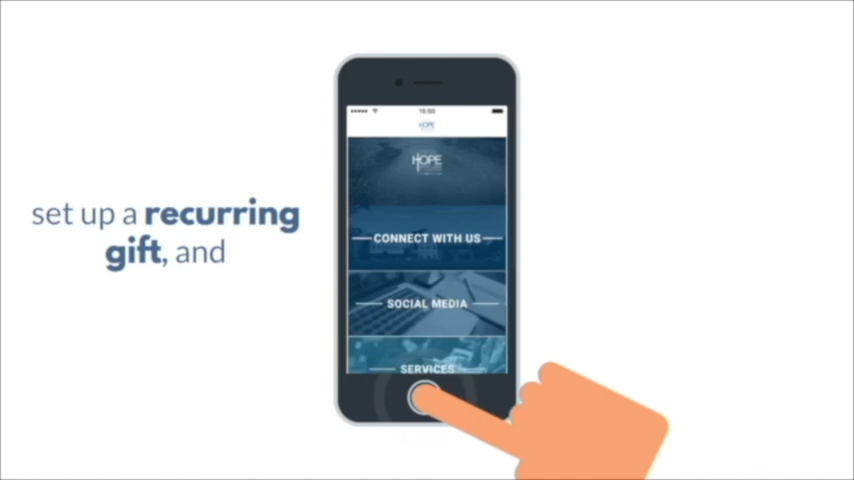 set up a recurring
gift, and
15:00
HOPE
HOPE
CONNECT WITH US
SOCIAL MEDIA
SERVICES